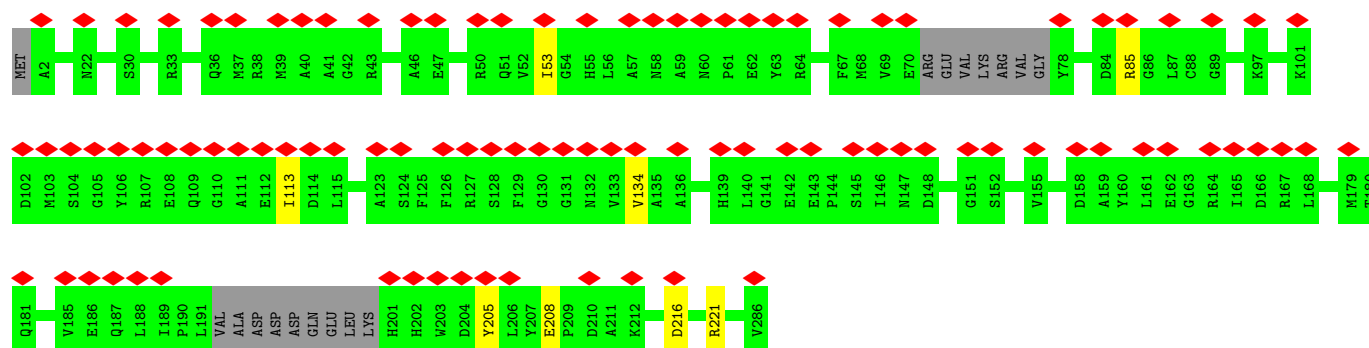 MET A2 N22 S30 R33 Q36 M37 R38 M39 A40 A41 G42 R43 A46 E47 R50 Q51 V52 I53 G54 H55 L56 A57 N58 A59 N60 P61 E62 Y63 R64 F67 M68 V69 E70 ARG GLU VAL LYS ARG VAL GLY Y78 D84 R85 G86 L87 C88 G89 K97 K101
D102 M103 S104 G105 Y106 R107 E108 Q109 G110 A111 E112 I113 D114 L115 A123 S124 F125 F126 R127 S128 F129 G130 G131 N132 V133 V134 A135 A136 H139 L140 G141 E142 E143 P144 S145 I146 N147 D148 G151 S152 V155 D158 A159 Y160 L161 E162 G163 R164 I165 D166 R167 L168 M179 T180
Q181 V185 E186 Q187 L188 I189 P190 L191 VAL ALA ASP ASP ASP GLN GLU LEU LYS H201 H202 W203 D204 Y205 L206 Y207 E208 P209 D210 A211 K212 D216 R221 V286